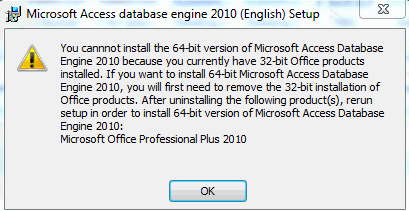 Microsoft Access database engine 2010 (English) Setup
You cannnot install the 64-bit version of Microsoft Access Database
Engine 2010 because you currently have 32-bit Office products
installed. If you want to install 64-bit Microsoft Access Database
Engine 2010, you will first need to remove the 32-bit installation of
Office products. After uninstalling the following product(s), rerun
setup in order to install 64-bit version of Microsoft Access Database
Engine 2010:
Microsoft Office Professional Plus 2010
OK